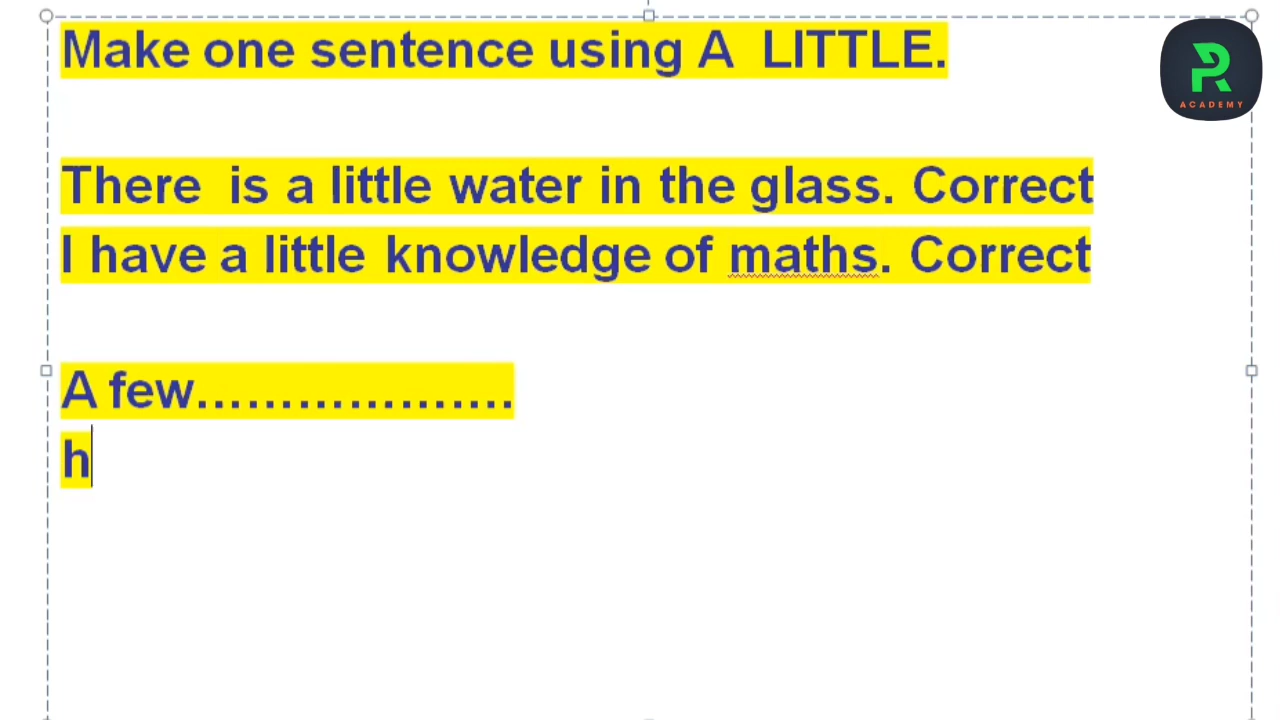 Make one sentence using A LITTLE.
ACADEMY
There is a little water in the glass. Correct
I have a little knowledge of maths. Correct
A few....................
h